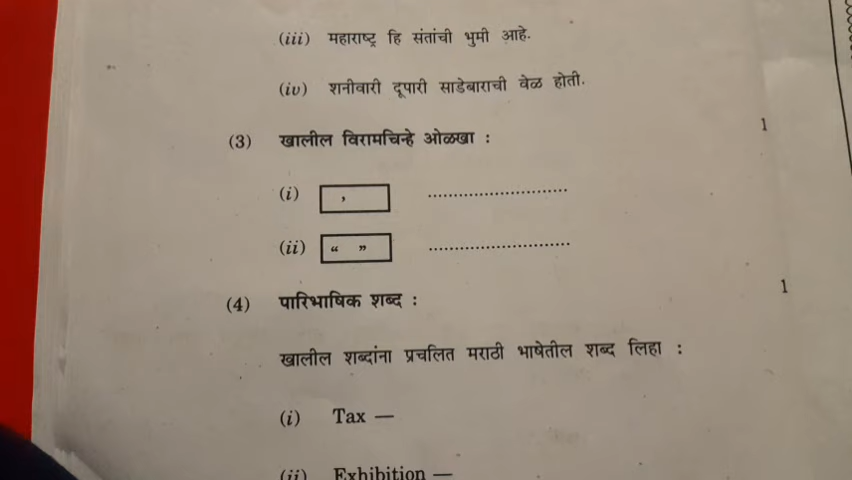 (iii) महाराष्ट्र हि संतांची भुमी आहे.
(iv) शनीवारी दूपारी साडेबाराची वेळ होती.
(3) खालील विरामचिन्हे ओळखा : 1
(i) , ..............................
(ii) “ ” ..............................
(4) पारिभाषिक शब्द : 1
खालील शब्दांना प्रचलित मराठी भाषेतील शब्द लिहा :
(i) Tax —
(ii) Exhibition —